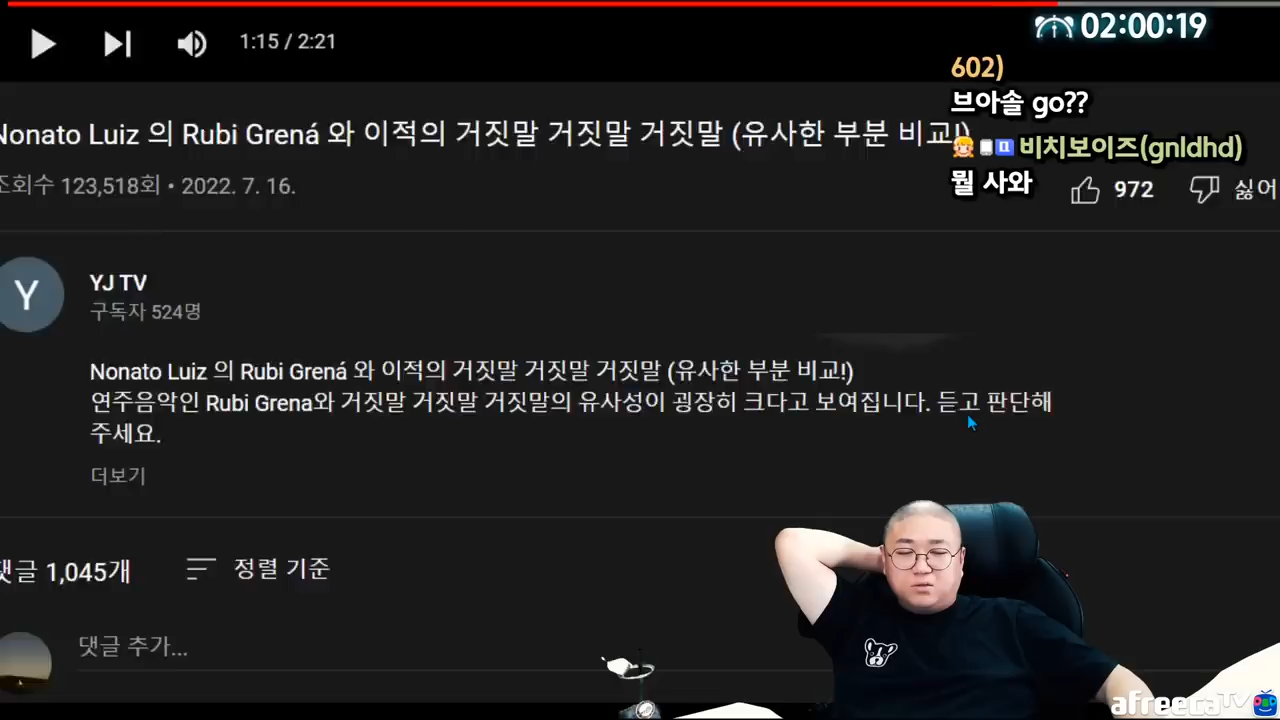 1:15 / 2:21
02:00:19
602)
브아솔 go??
비치보이즈(gnldhd)
뭘 사와
Nonato Luiz 의 Rubi Grená 와 이적의 거짓말 거짓말 거짓말 (유사한 부분 비교!)
조회수 123,518회 • 2022. 7. 16.
972
싫어
Y
YJ TV
구독자 524명
Nonato Luiz 의 Rubi Grená 와 이적의 거짓말 거짓말 거짓말 (유사한 부분 비교!)
연주음악인 Rubi Grena와 거짓말 거짓말 거짓말의 유사성이 굉장히 크다고 보여집니다. 듣고 판단해
주세요.
더보기
댓글 1,045개
정렬 기준
댓글 추가...
afreecaTV